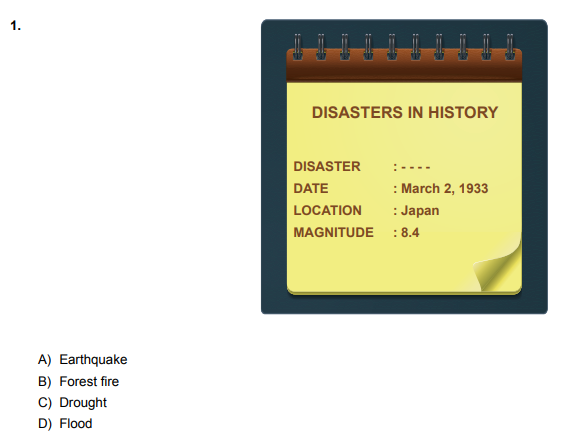 1.
DISASTERS IN HISTORY
DISASTER : - - - -
DATE : March 2, 1933
LOCATION : Japan
MAGNITUDE : 8.4
A) Earthquake
B) Forest fire
C) Drought
D) Flood